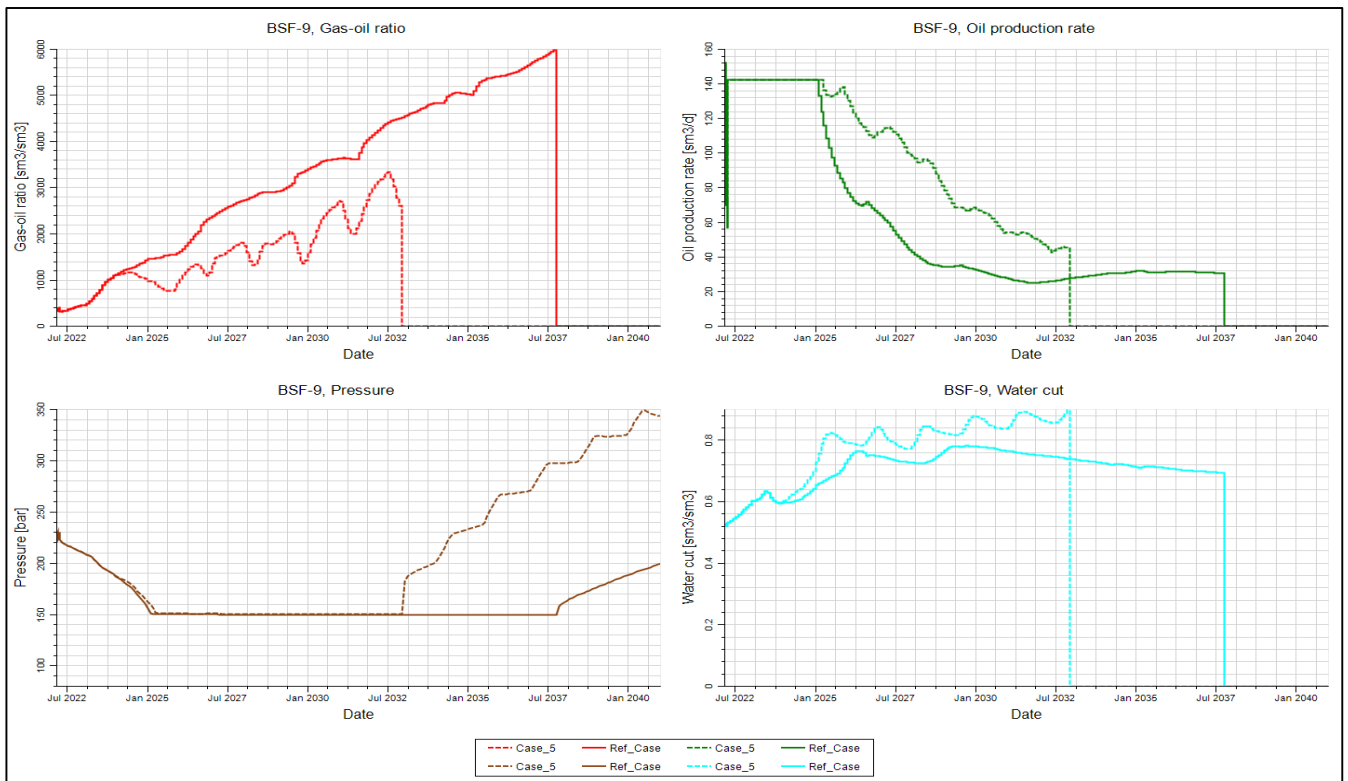 BSF-9, Gas-oil ratio
Gas-oil ratio [sm3/sm3]
6000
5000
4000
3000
2000
1000
0
Jul 2022 Jan 2025 Jul 2027 Jan 2030 Jul 2032 Jan 2035 Jul 2037 Jan 2040
Date
BSF-9, Oil production rate
Oil production rate [sm3/d]
160
140
120
100
80
60
40
20
0
Jul 2022 Jan 2025 Jul 2027 Jan 2030 Jul 2032 Jan 2035 Jul 2037 Jan 2040
Date
BSF-9, Pressure
Pressure [bar]
350
300
250
200
150
100
Jul 2022 Jan 2025 Jul 2027 Jan 2030 Jul 2032 Jan 2035 Jul 2037 Jan 2040
Date
BSF-9, Water cut
Water cut [sm3/sm3]
0.8
0.6
0.4
0.2
0
Jul 2022 Jan 2025 Jul 2027 Jan 2030 Jul 2032 Jan 2035 Jul 2037 Jan 2040
Date
Case_5 Ref_Case Case_5 Ref_Case
Case_5 Ref_Case Case_5 Ref_Case